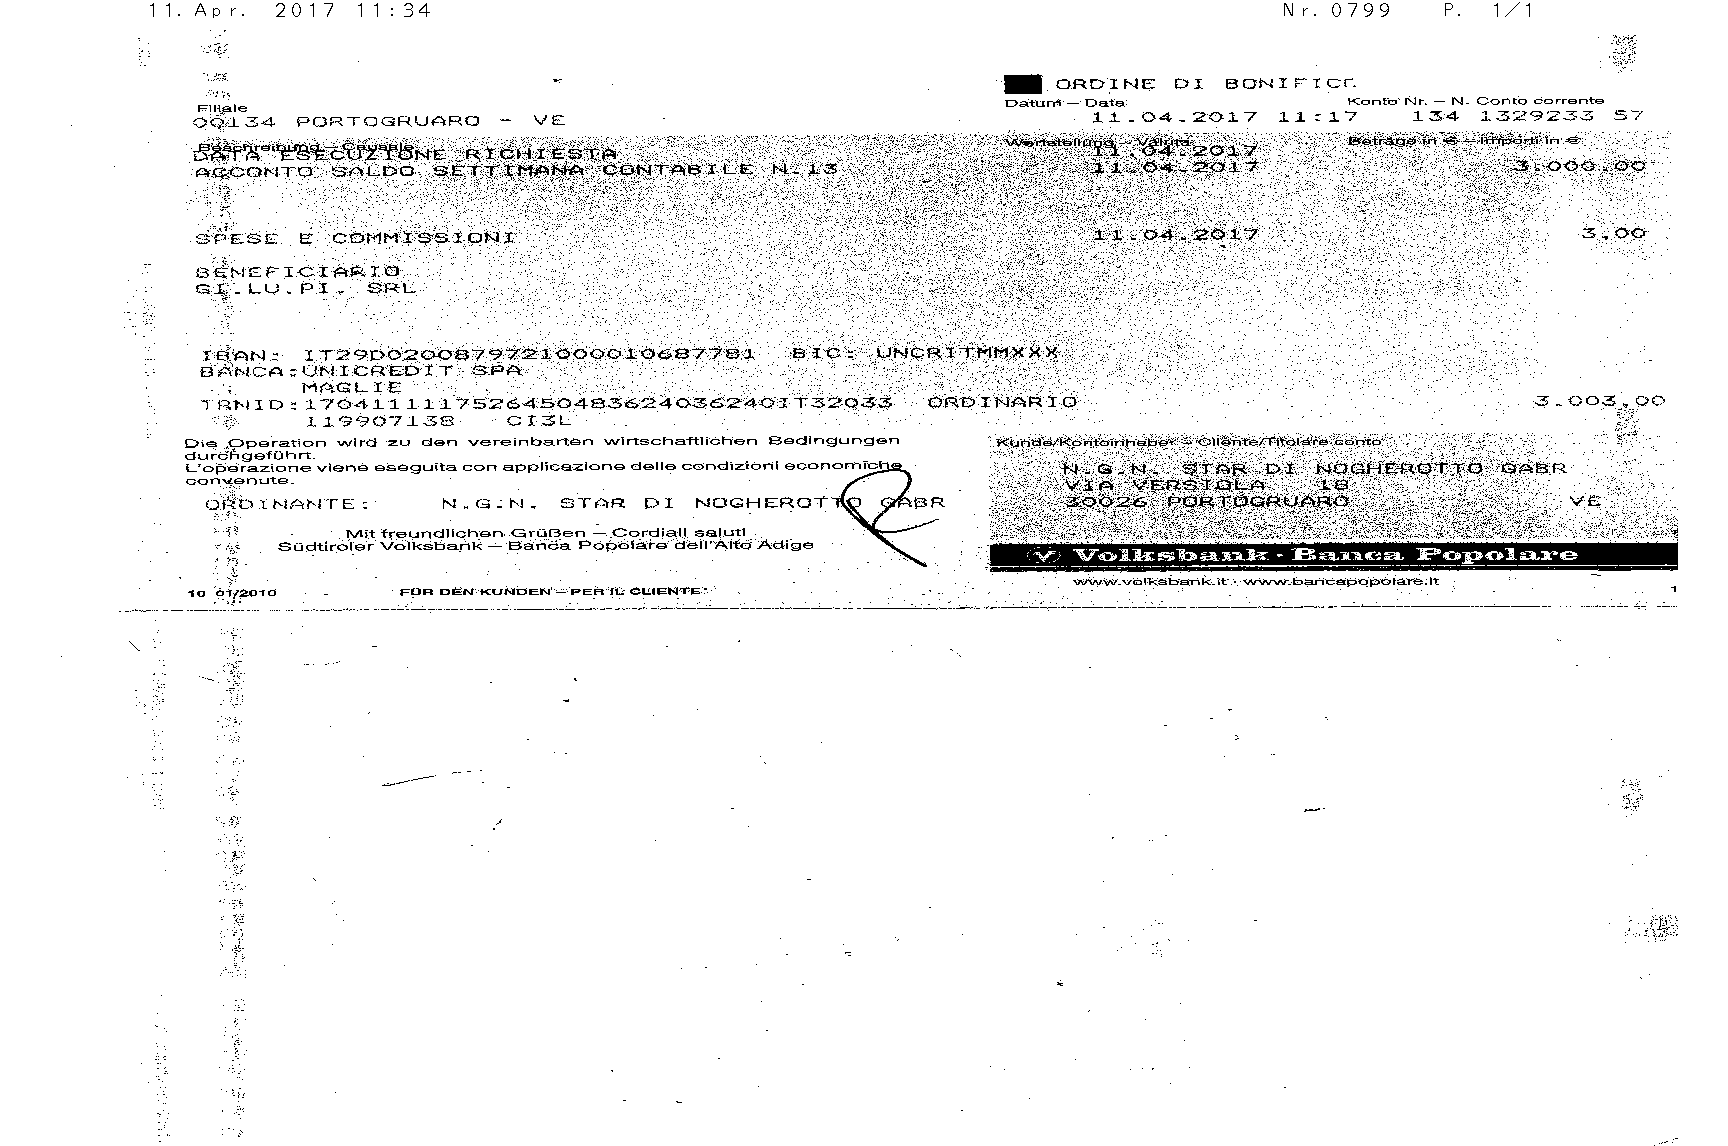 11. Apr. 2017 11:34 Nr. 0799 P. 1/1
ORDINE DI BONIFICO
Filiale Datum – Data Konto Nr. – N. Conto corrente
00134 PORTOGRUARO - VE 11.04.2017 11:17 134 1329233 57
Beschreibung – Causale Wertstellung – Valuta Beträge in € – Importi in €
DATA ESECUZIONE RICHIESTA 11.04.2017
ACCONTO SALDO SETTIMANA CONTABILE N.13 11.04.2017 3.000,00
SPESE E COMMISSIONI 11.04.2017 3,00
BENEFICIARIO
GI.LU.PI. SRL
IBAN: IT29D0200879721000010687781 BIC: UNCRITMMXXX
BANCA:UNICREDIT SPA
MAGLIE
TRNID:1704111117526450483624036240IT32033 ORDINARIO 3.003,00
119907138 CI3L
Die Operation wird zu den vereinbarten wirtschaftlichen Bedingungen
durchgeführt.
L'operazione viene eseguita con applicazione delle condizioni economiche
convenute.
Kunde/Kontoinhaber – Cliente/Titolare conto
N.G.N. STAR DI NOGHEROTTO GABR
VIA VERSIOLA 18
30026 PORTOGRUARO VE
ORDINANTE: N.G.N. STAR DI NOGHEROTTO GABR
Mit freundlichen Grüßen – Cordiali saluti
Südtiroler Volksbank – Banca Popolare dell'Alto Adige
Volksbank · Banca Popolare
www.volksbank.it · www.bancapopolare.it
10 01/2010 FÜR DEN KUNDEN – PER IL CLIENTE 1